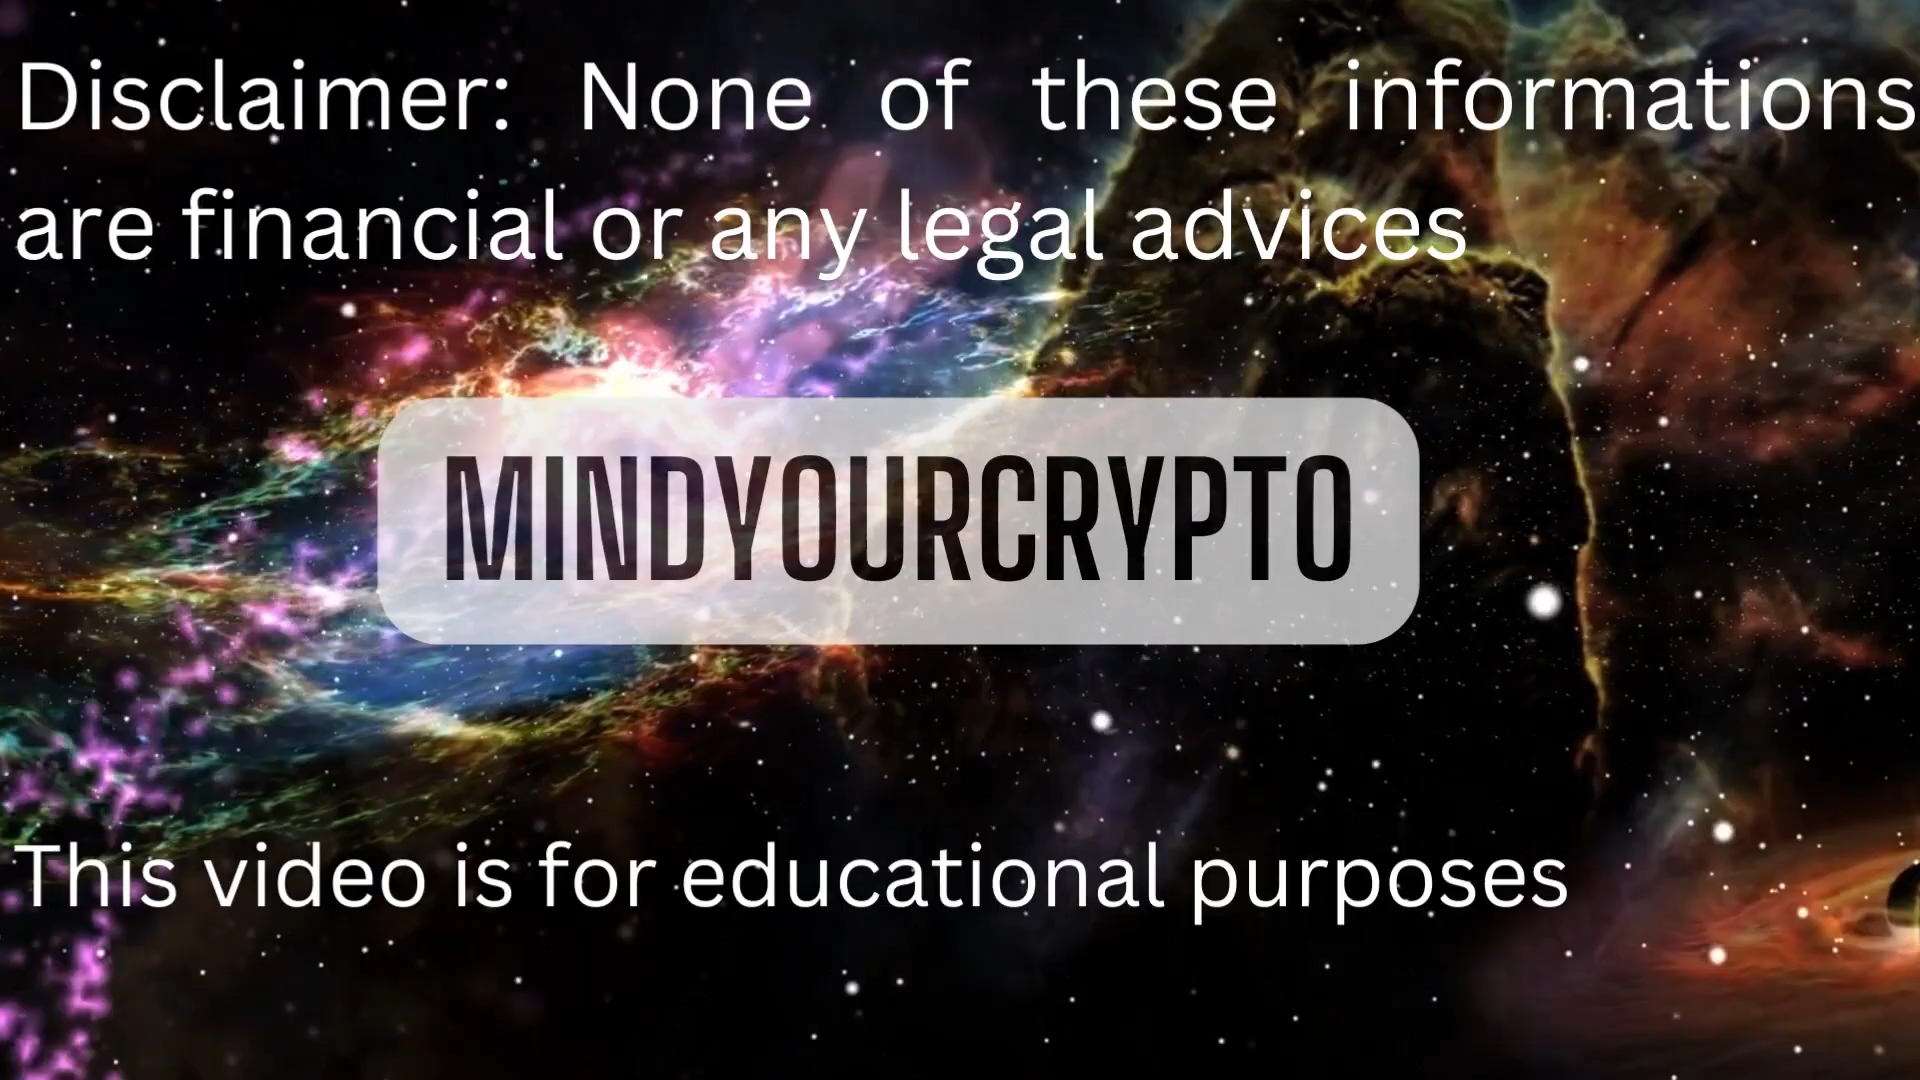 Disclaimer: None of these informations
are financial or any legal advices
MINDYOURCRYPTO
This video is for educational purposes